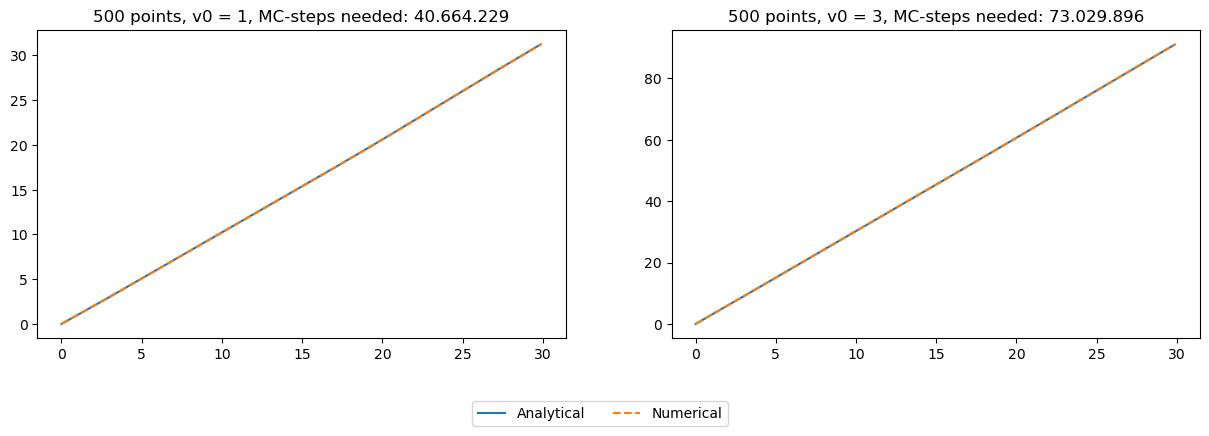 500 points, v0 = 1, MC-steps needed: 40.664.229
30
25
20
15
10
5
0
0 5 10 15 20 25 30
500 points, v0 = 3, MC-steps needed: 73.029.896
80
60
40
20
0
0 5 10 15 20 25 30
Analytical Numerical